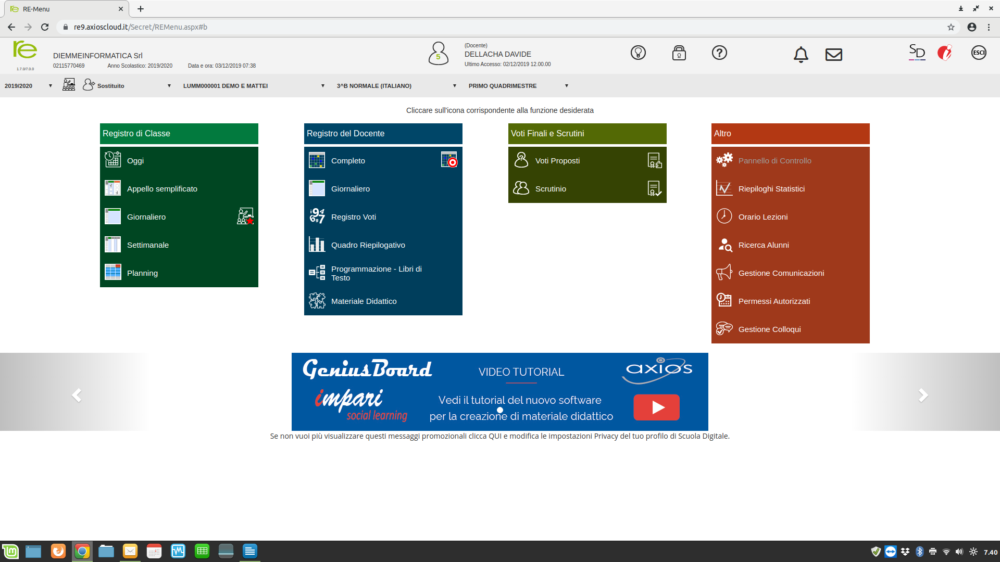 RE-Menu
re9.axioscloud.it/Secret/REMenu.aspx#b
re
1.7.0/7.0.0
DIEMMEINFORMATICA Srl
02115770469 Anno Scolastico: 2019/2020 Data e ora: 03/12/2019 07:38
5
(Docente)
DELLACHA DAVIDE
Ultimo Accesso: 02/12/2019 12.00.00
?
SD
ESCI
2019/2020 Sostituito LUMM000001 DEMO E MATTEI 3^B NORMALE (ITALIANO) PRIMO QUADRIMESTRE
Cliccare sull'icona corrispondente alla funzione desiderata
Registro di Classe
Oggi
Appello semplificato
Giornaliero
Settimanale
Planning
Registro del Docente
Completo
Giornaliero
Registro Voti
Quadro Riepilogativo
Programmazione - Libri di
Testo
Materiale Didattico
Voti Finali e Scrutini
Voti Proposti
Scrutinio
Altro
Pannello di Controllo
Riepiloghi Statistici
Orario Lezioni
Ricerca Alunni
Gestione Comunicazioni
Permessi Autorizzati
Gestione Colloqui
GeniusBoard
impari
social learning
VIDEO TUTORIAL
Vedi il tutorial del nuovo software
per la creazione di materiale didattico
axios
Se non vuoi più visualizzare questi messaggi promozionali clicca QUI e modifica le impostazioni Privacy del tuo profilo di Scuola Digitale.
7.40